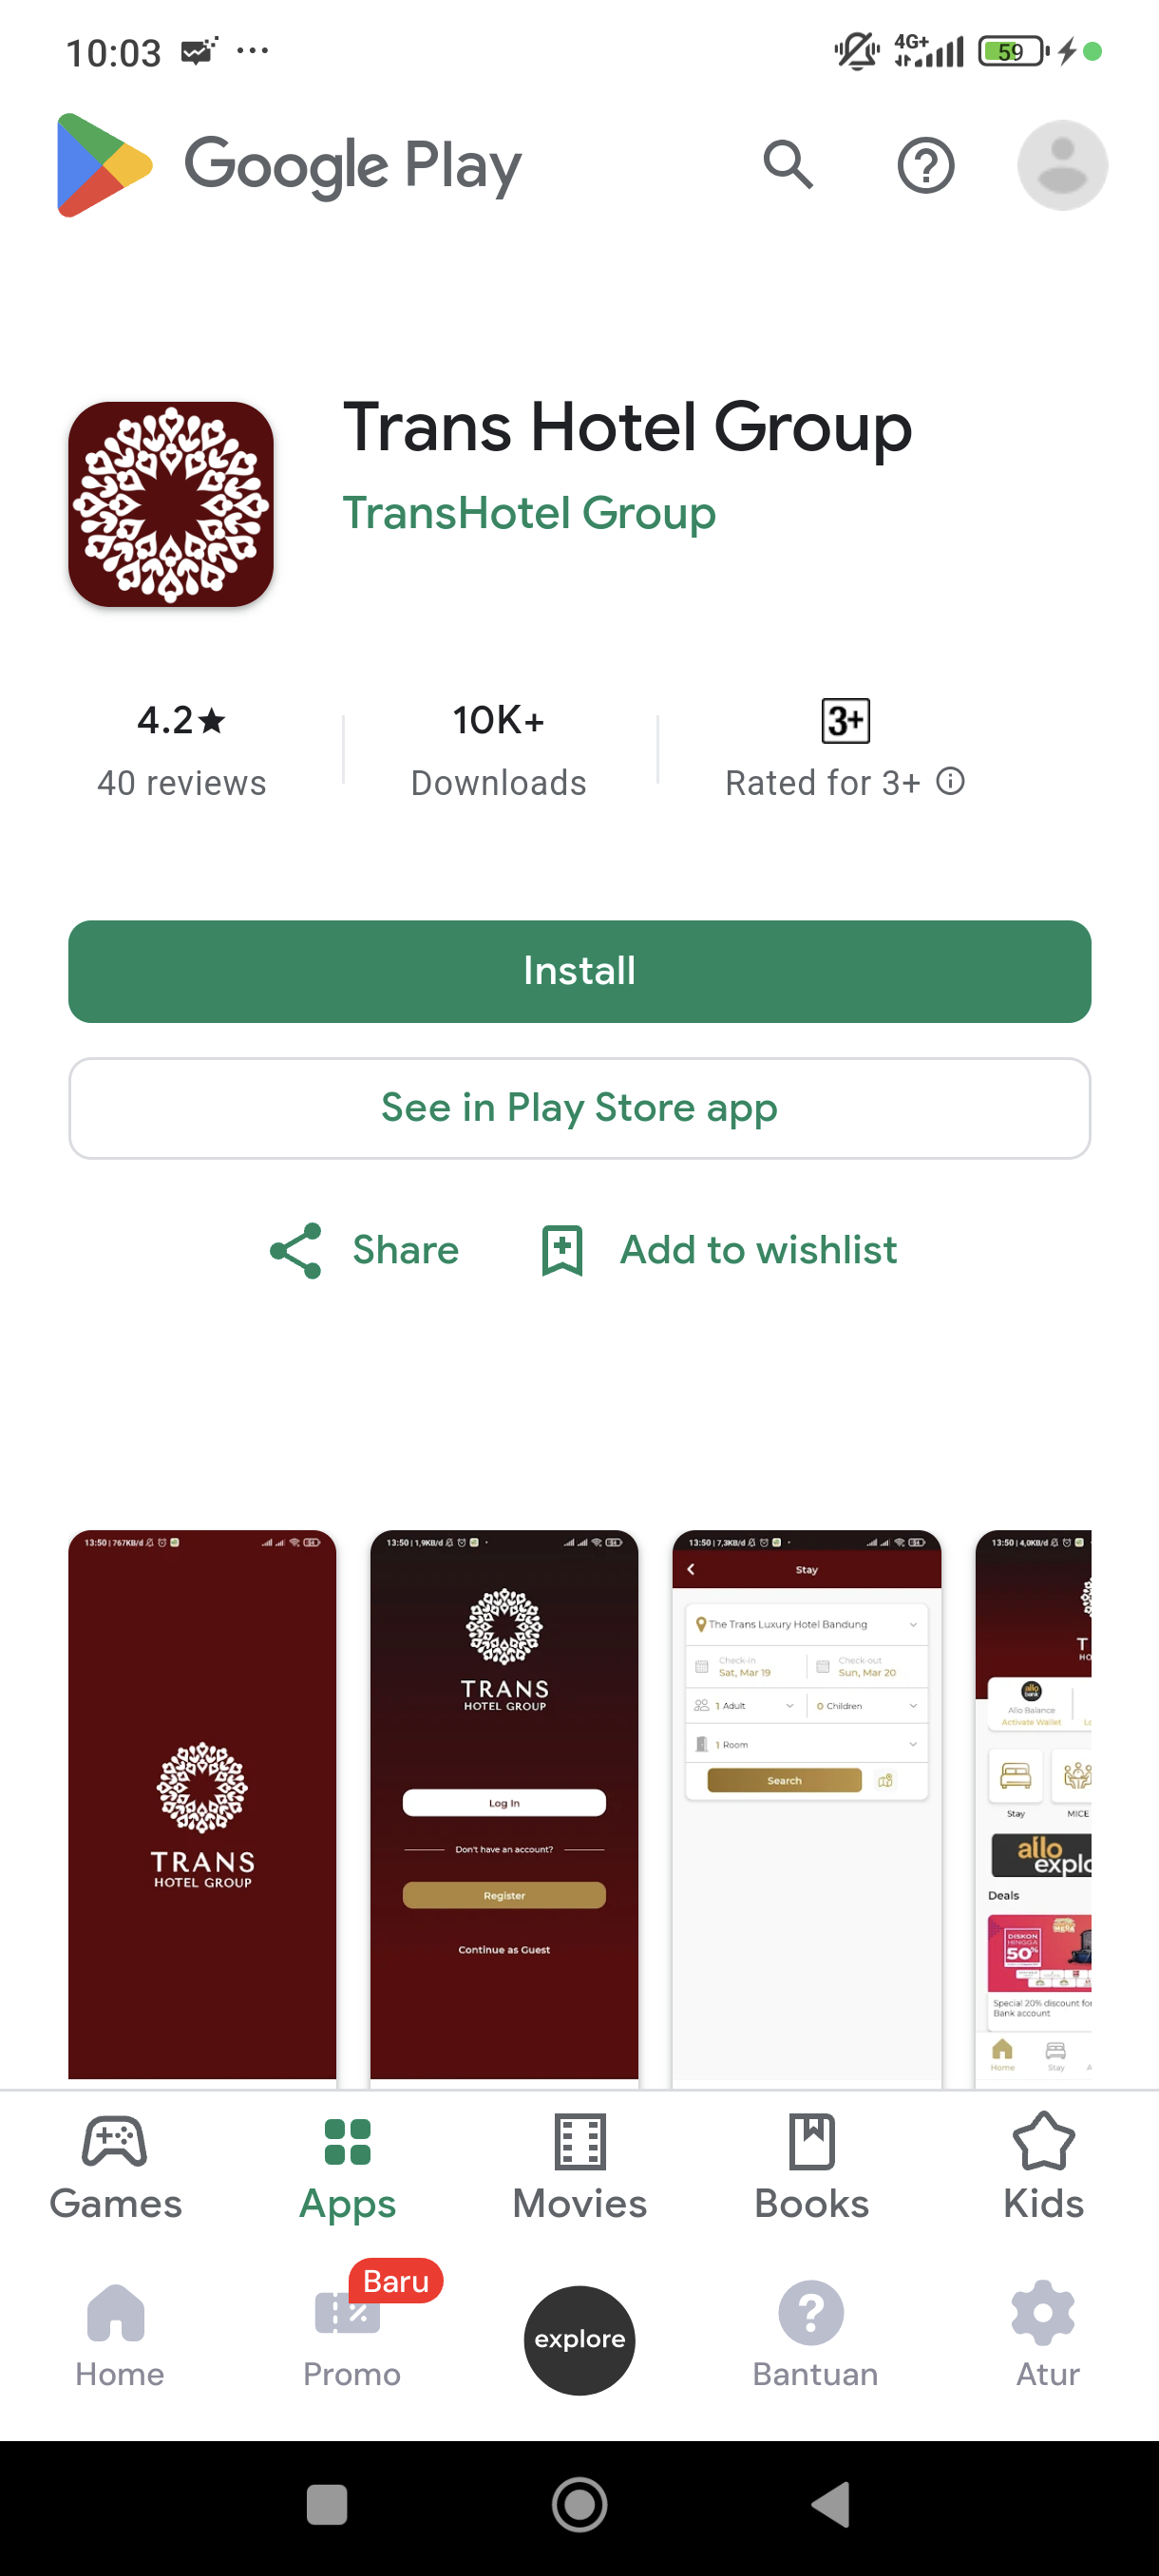 10:03
4G+
59
Google Play
Trans Hotel Group
TransHotel Group
4.2★
40 reviews
10K+
Downloads
3+
Rated for 3+
Install
See in Play Store app
Share
Add to wishlist
13:50 | 767KB/d
TRANS
HOTEL GROUP
13:50 | 1,9KB/d
TRANS
HOTEL GROUP
Log In
Don't have an account?
Register
Continue as Guest
13:50 | 7,3KB/d
Stay
The Trans Luxury Hotel Bandung
Check-in
Sat, Mar 19
Check out
Sun, Mar 20
1 Adult
0 Children
1 Room
Search
13:50 | 4,0KB/d
T
HO
allo
bank
Allo Balance
Activate Wallet
Stay
MICE
allo
explo
Deals
DISKON
HINGGA
50%
Special 20% discount for
Bank account
Home
Stay
A
Games
Apps
Movies
Books
Kids
Baru
Home
Promo
explore
Bantuan
Atur